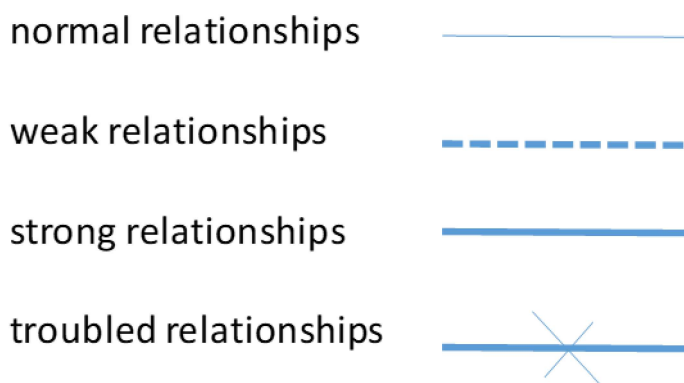 normal relationships
weak relationships
strong relationships
troubled relationships